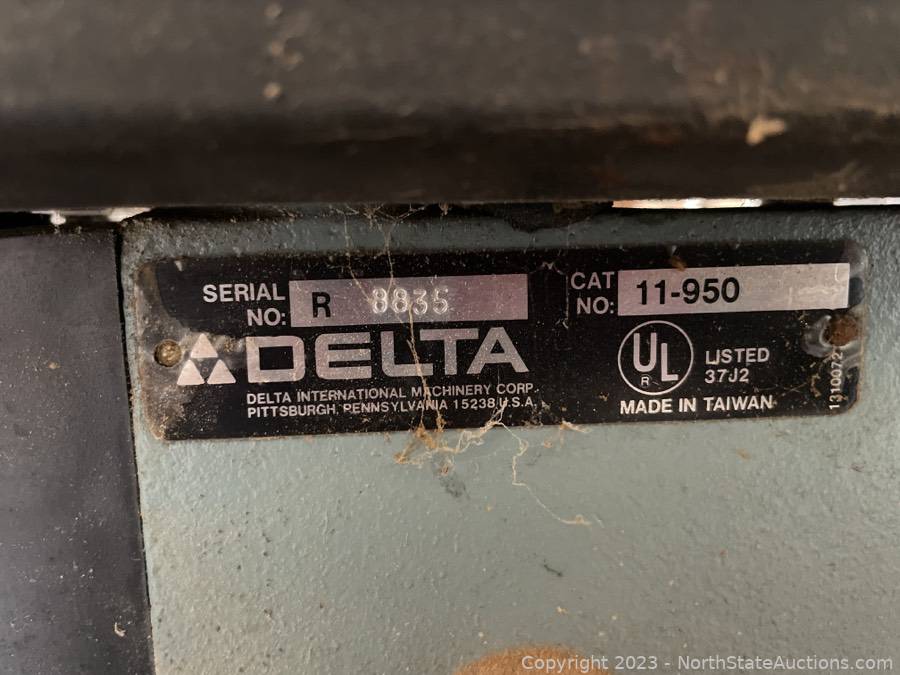 SERIAL NO: R 8835
CAT NO: 11-950
DELTA
DELTA INTERNATIONAL MACHINERY CORP.
PITTSBURGH, PENNSYLVANIA 15238 U.S.A.
UL
R
LISTED
37J2
MADE IN TAIWAN
1310072
Copyright 2023 - NorthStateAuctions.com